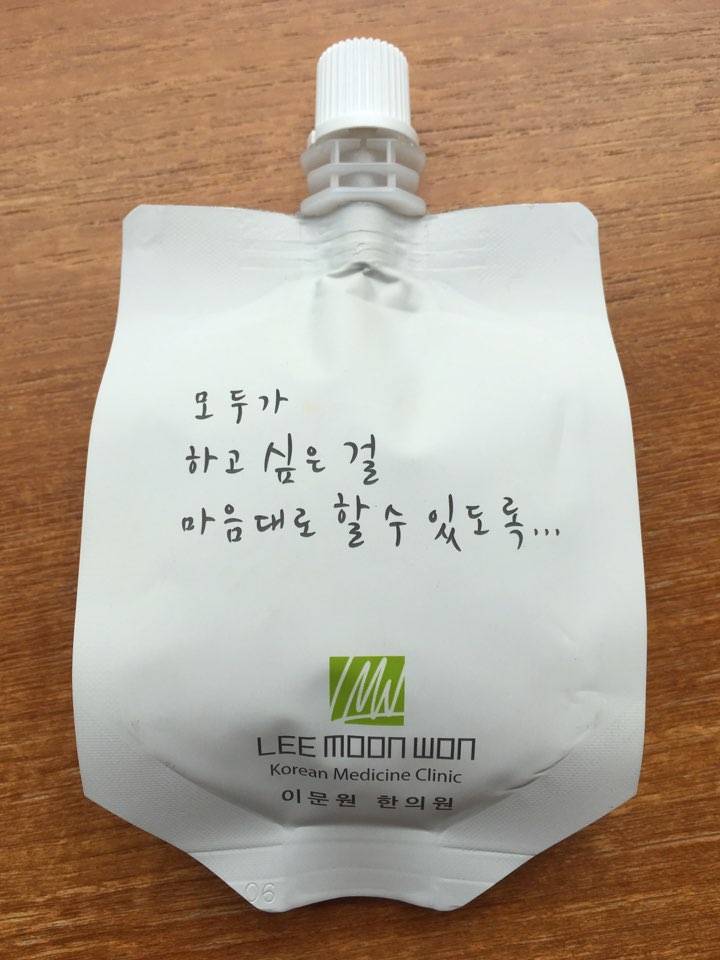 모두가
하고 싶은 걸
마음대로 할 수 있도록...
LMW
LEE MOON WON
Korean Medicine Clinic
이문원 한의원
06